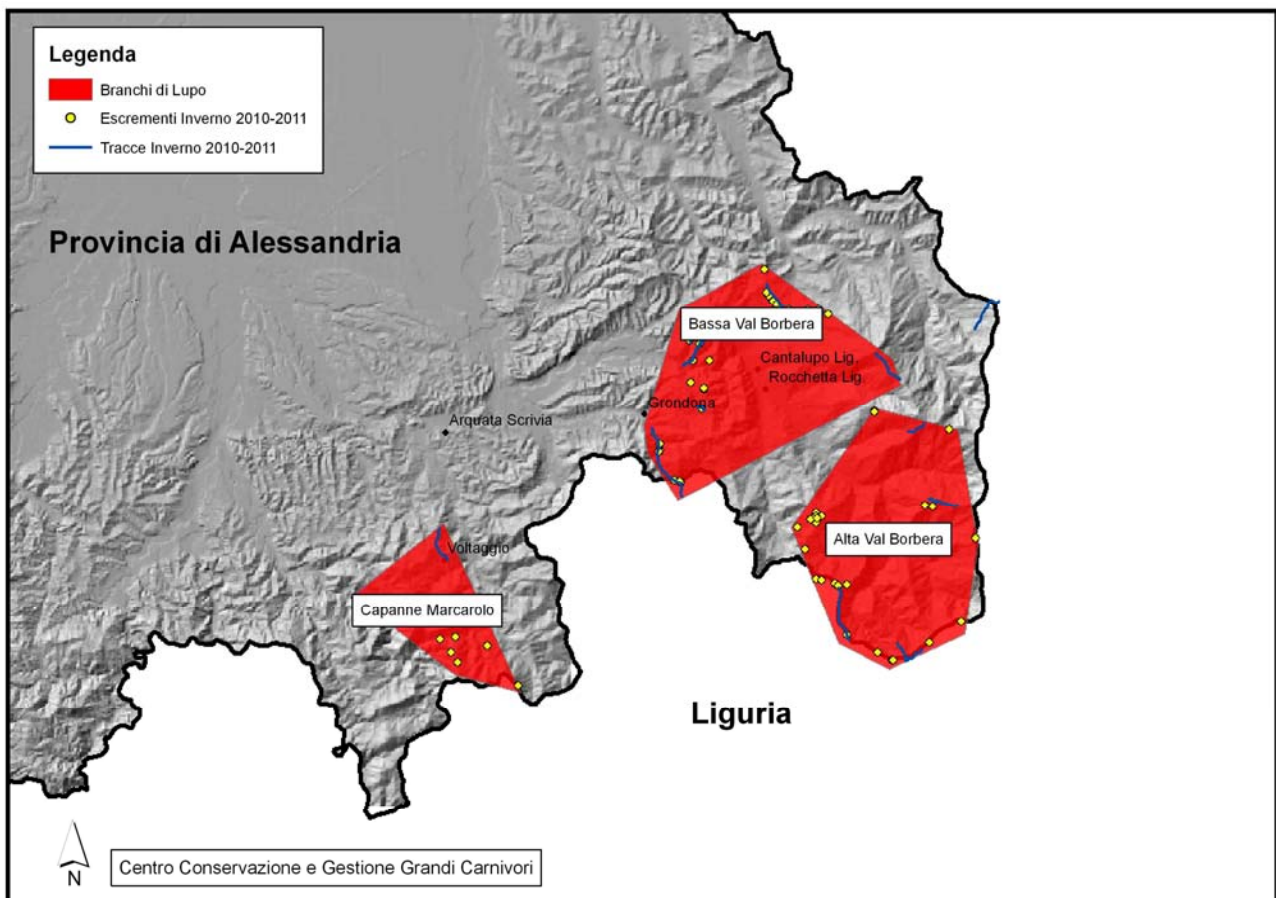 Legenda
Branchi di Lupo
Escrementi Inverno 2010-2011
Tracce Inverno 2010-2011
Provincia di Alessandria
Bassa Val Borbera
Cantalupo Lig.
Rocchetta Lig.
Grondona
Arquata Scrivia
Alta Val Borbera
Voltaggio
Capanne Marcarolo
Liguria
N
Centro Conservazione e Gestione Grandi Carnivori